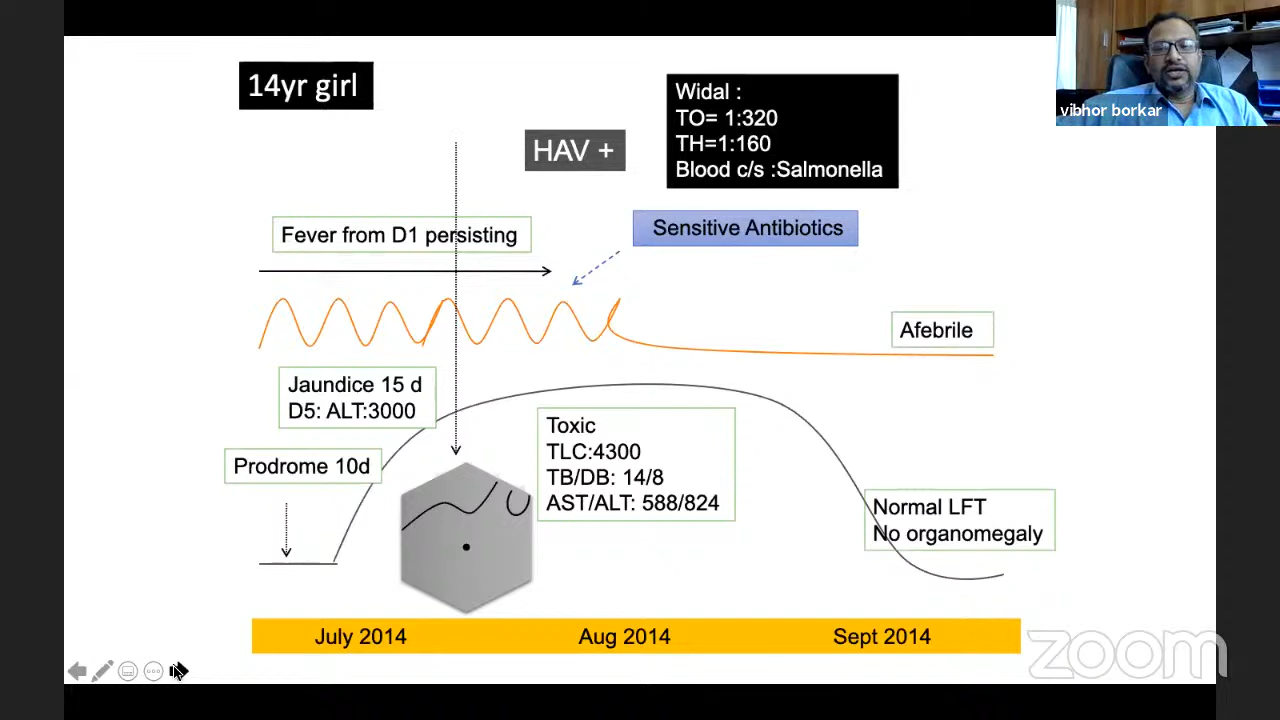 14yr girl
vibhor borkar
Widal :
TO= 1:320
TH=1:160
Blood c/s :Salmonella
HAV +
Fever from D1 persisting
Sensitive Antibiotics
Afebrile
Jaundice 15 d
D5: ALT:3000
Prodrome 10d
Toxic
TLC:4300
TB/DB: 14/8
AST/ALT: 588/824
Normal LFT
No organomegaly
July 2014
Aug 2014
Sept 2014
zoom